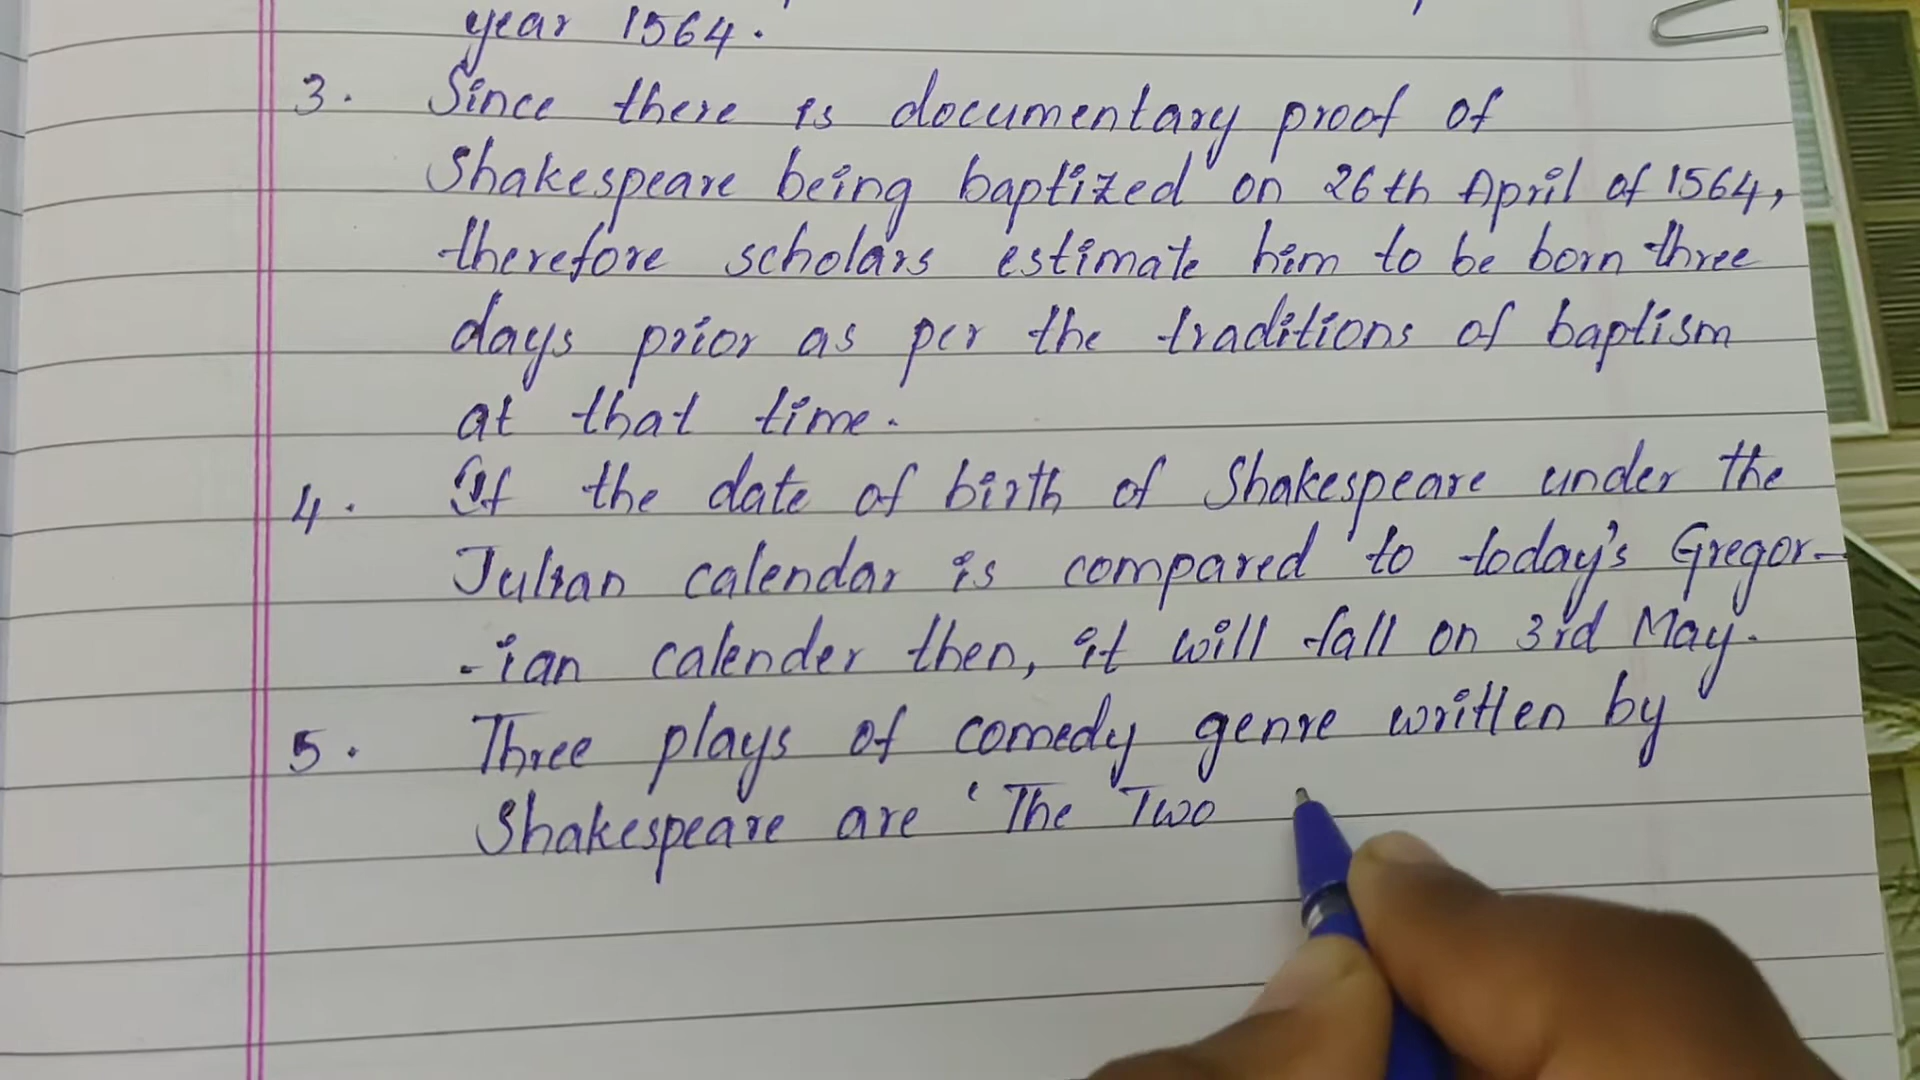 year 1564.
3. Since there is documentary proof of
Shakespeare being baptized on 26th April of 1564,
therefore scholars estimate him to be born three
days prior as per the traditions of baptism
at that time.
4. If the date of birth of Shakespeare under the
Julian calendar is compared to today's Gregor-
-ian calender then, it will fall on 3rd May.
5. Three plays of comedy genre written by
Shakespeare are 'The Two